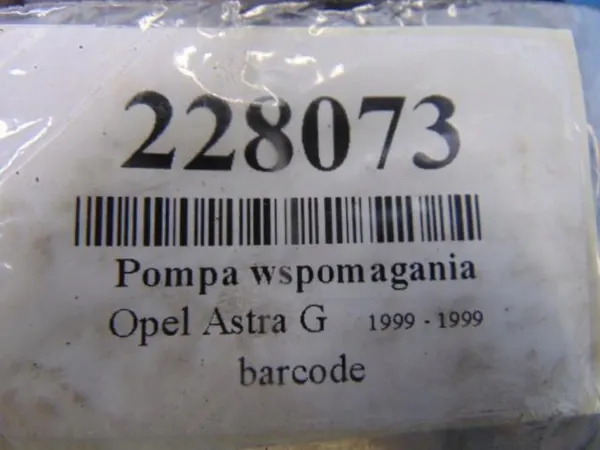 228073
Pompa wspomagania
Opel Astra G 1999 - 1999
barcode